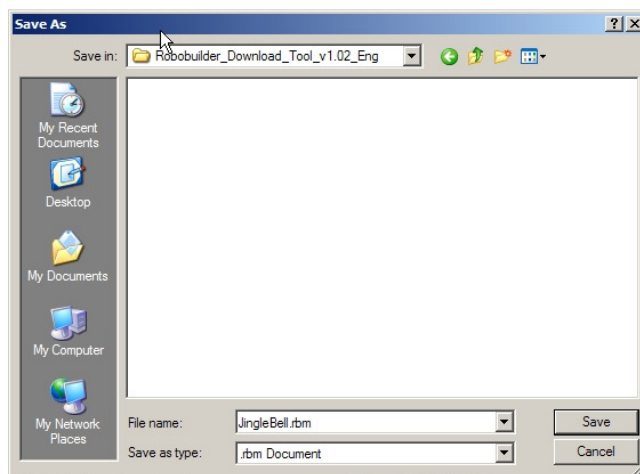 Save As
Save in:
Robobuilder_Download_Tool_v1.02_Eng
My Recent
Documents
Desktop
My Documents
My Computer
My Network
Places
File name:
JingleBell.rbm
Save
Save as type:
.rbm Document
Cancel